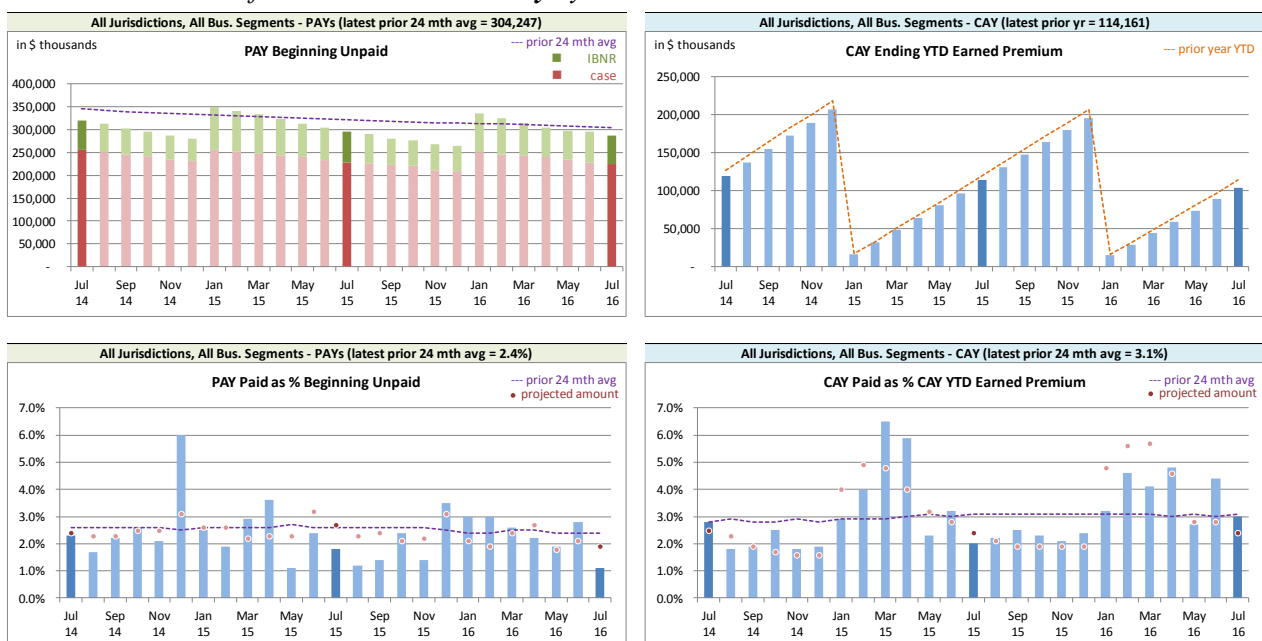 All Jurisdictions, All Bus. Segments - PAYs (latest prior 24 mth avg = 304,247)
in $ thousands
PAY Beginning Unpaid
--- prior 24 mth avg
IBNR
case
400,000
350,000
300,000
250,000
200,000
150,000
100,000
50,000
-
Jul Sep Nov Jan Mar May Jul Sep Nov Jan Mar May Jul
14 14 14 15 15 15 15 15 15 16 16 16 16
All Jurisdictions, All Bus. Segments - CAY (latest prior yr = 114,161)
in $ thousands
CAY Ending YTD Earned Premium
--- prior year YTD
250,000
200,000
150,000
100,000
50,000
-
Jul Sep Nov Jan Mar May Jul Sep Nov Jan Mar May Jul
14 14 14 15 15 15 15 15 15 16 16 16 16
All Jurisdictions, All Bus. Segments - PAYs (latest prior 24 mth avg = 2.4%)
PAY Paid as % Beginning Unpaid
--- prior 24 mth avg
• projected amount
7.0%
6.0%
5.0%
4.0%
3.0%
2.0%
1.0%
0.0%
Jul Sep Nov Jan Mar May Jul Sep Nov Jan Mar May Jul
14 14 14 15 15 15 15 15 15 16 16 16 16
All Jurisdictions, All Bus. Segments - CAY (latest prior 24 mth avg = 3.1%)
CAY Paid as % CAY YTD Earned Premium
--- prior 24 mth avg
• projected amount
7.0%
6.0%
5.0%
4.0%
3.0%
2.0%
1.0%
0.0%
Jul Sep Nov Jan Mar May Jul Sep Nov Jan Mar May Jul
14 14 14 15 15 15 15 15 15 16 16 16 16